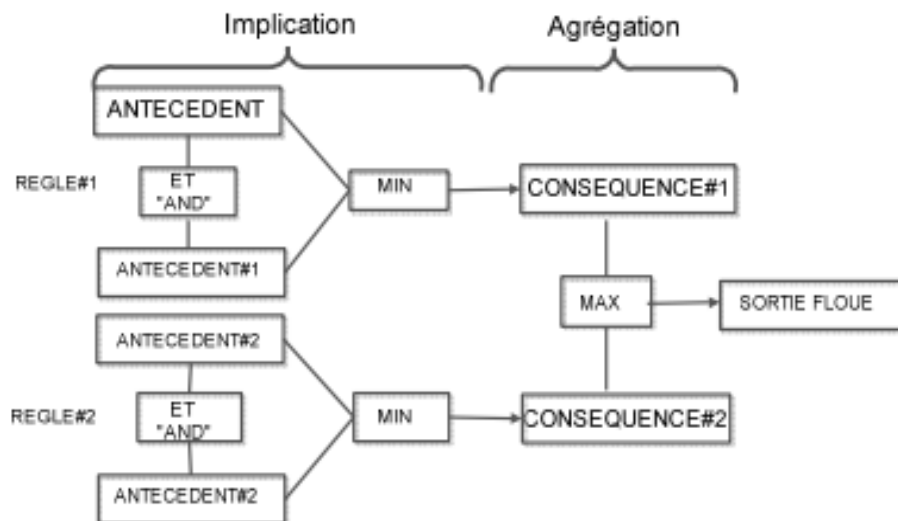 Implication
Agrégation
ANTECEDENT
REGLE#1
ET
"AND"
MIN
CONSEQUENCE#1
ANTECEDENT#1
MAX
SORTIE FLOUE
ANTECEDENT#2
REGLE#2
ET
"AND"
MIN
CONSEQUENCE#2
ANTECEDENT#2